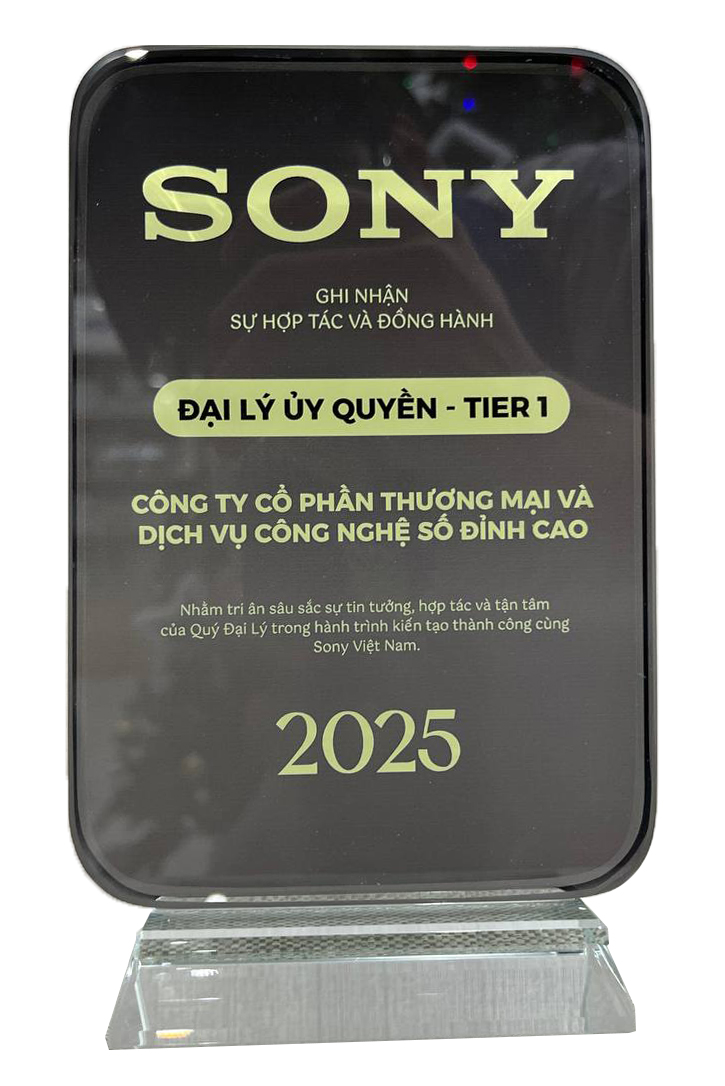 SONY
GHI NHẬN
SỰ HỢP TÁC VÀ ĐỒNG HÀNH
ĐẠI LÝ ỦY QUYỀN - TIER 1
CÔNG TY CỔ PHẦN THƯƠNG MẠI VÀ
DỊCH VỤ CÔNG NGHỆ SỐ ĐỈNH CAO
Nhằm tri ân sâu sắc sự tin tưởng, hợp tác và tận tâm
của Quý Đại Lý trong hành trình kiến tạo thành công cùng
Sony Việt Nam.
2025